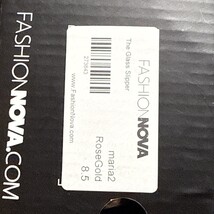 FASHIONNOVA.COM
FASHIONNOVA
The Glass Slipper
maria2
RoseGold
8.5
www.FashionNova.com